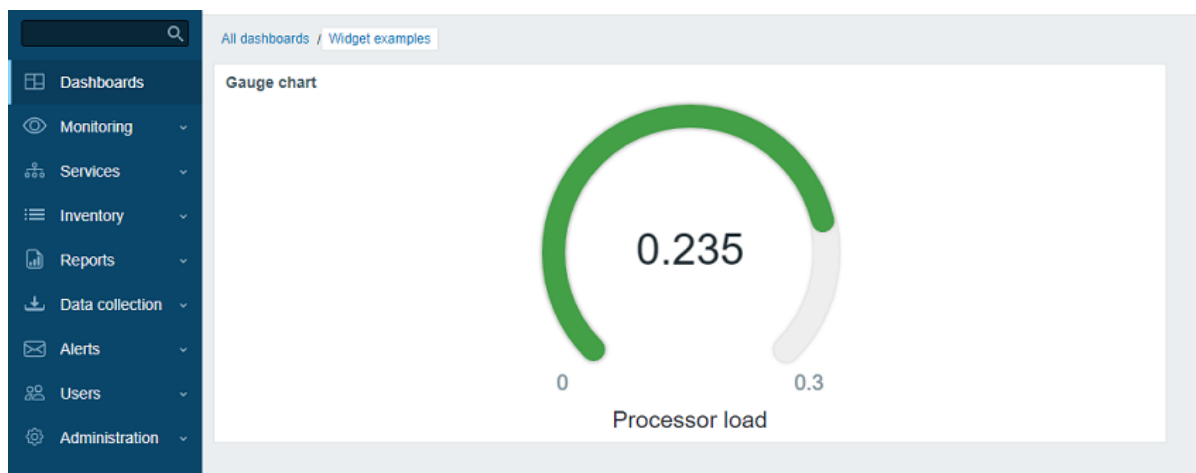 Dashboards
Monitoring
Services
Inventory
Reports
Data collection
Alerts
Users
Administration
All dashboards / Widget examples
Gauge chart
0.235
0 0.3
Processor load